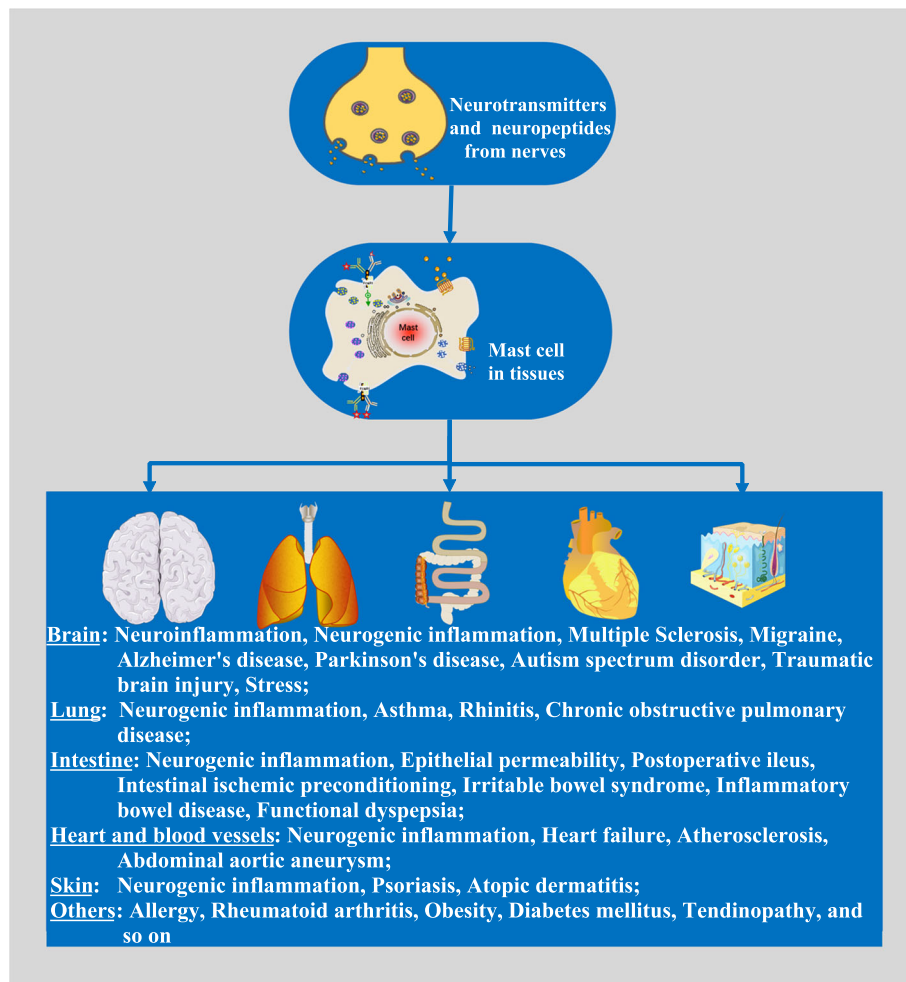 Neurotransmitters
and neuropeptides
from nerves
Mast
cell
Mast cell
in tissues
Brain: Neuroinflammation, Neurogenic inflammation, Multiple Sclerosis, Migraine,
Alzheimer's disease, Parkinson's disease, Autism spectrum disorder, Traumatic
brain injury, Stress;
Lung: Neurogenic inflammation, Asthma, Rhinitis, Chronic obstructive pulmonary
disease;
Intestine: Neurogenic inflammation, Epithelial permeability, Postoperative ileus,
Intestinal ischemic preconditioning, Irritable bowel syndrome, Inflammatory
bowel disease, Functional dyspepsia;
Heart and blood vessels: Neurogenic inflammation, Heart failure, Atherosclerosis,
Abdominal aortic aneurysm;
Skin: Neurogenic inflammation, Psoriasis, Atopic dermatitis;
Others: Allergy, Rheumatoid arthritis, Obesity, Diabetes mellitus, Tendinopathy, and
so on